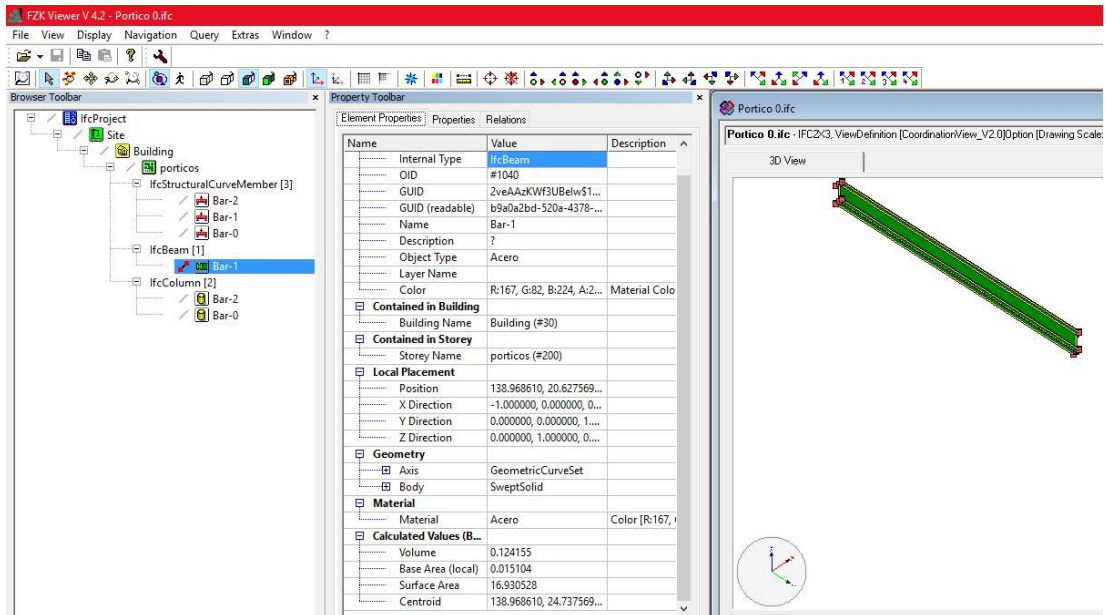 FZK Viewer V 4.2 - Portico 0.ifc
File View Display Navigation Query Extras Window ?
Browser Toolbar
IfcProject
Site
Building
porticos
IfcStructuralCurveMember [3]
Bar-2
Bar-1
Bar-0
IfcBeam [1]
Bar-1
IfcColumn [2]
Bar-2
Bar-0
Property Toolbar
Element Properties Properties Relations
Name Value Description
Internal Type IfcBeam
OID #1040
GUID 2veAAzKWf3UBelw$1...
GUID (readable) b9a0a2bd-520a-4378-...
Name Bar-1
Description ?
Object Type Acero
Layer Name
Color R:167, G:82, B:224, A:2... Material Colo
Contained in Building
Building Name Building (#30)
Contained in Storey
Storey Name porticos (#200)
Local Placement
Position 138.968610, 20.627569...
X Direction -1.000000, 0.000000, 0...
Y Direction 0.000000, 0.000000, 1....
Z Direction 0.000000, 1.000000, 0....
Geometry
Axis GeometricCurveSet
Body SweptSolid
Material
Material Acero Color [R:167,
Calculated Values (B...
Volume 0.124155
Base Area (local) 0.015104
Surface Area 16.930528
Centroid 138.968610, 24.737569...
Portico 0.ifc
Portico 0.ifc - IFC2X3, ViewDefinition [CoordinationView_V2.0]Option [Drawing Scale:
3D View